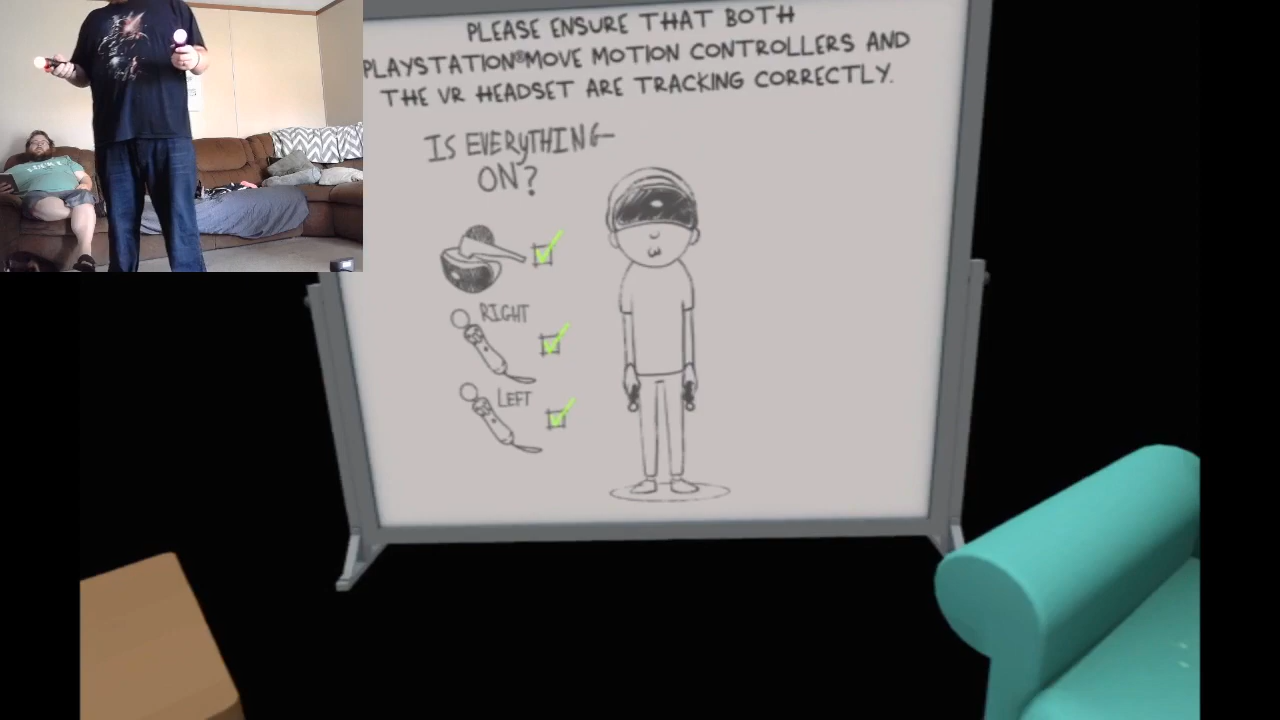 PLEASE ENSURE THAT BOTH
PLAYSTATION®MOVE MOTION CONTROLLERS AND
THE VR HEADSET ARE TRACKING CORRECTLY.
IS EVERYTHING
ON?
RIGHT
LEFT